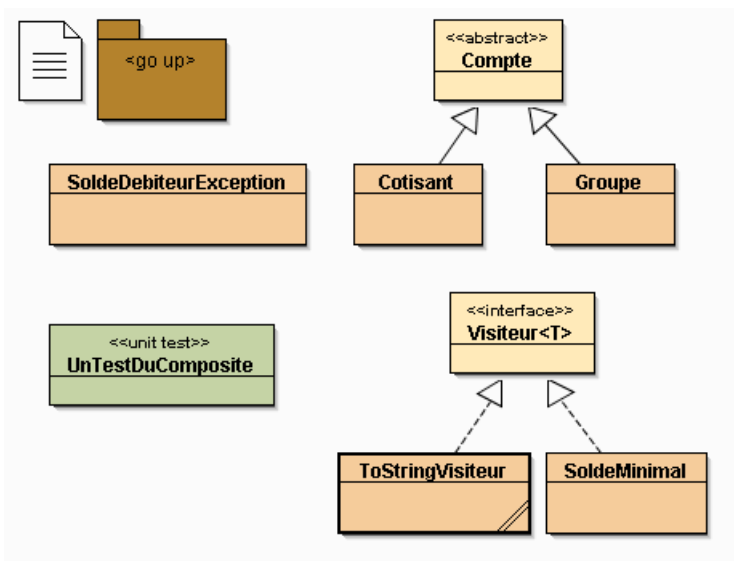 <go up>
<<abstract>>
Compte
SoldeDebiteurException
Cotisant
Groupe
<<interface>>
Visiteur<T>
<<unit test>>
UnTestDuComposite
ToStringVisiteur
SoldeMinimal